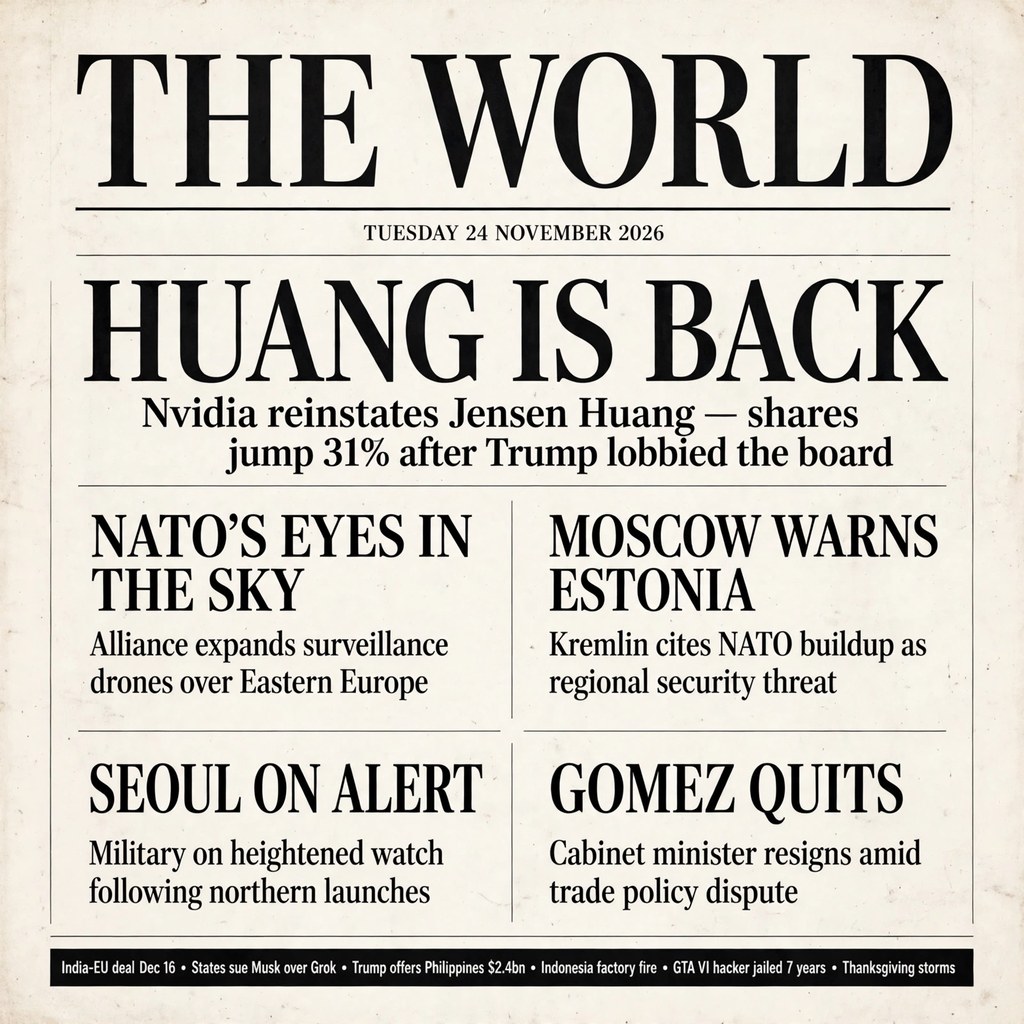 THE WORLD
TUESDAY 24 NOVEMBER 2026
HUANG IS BACK
Nvidia reinstates Jensen Huang — shares
jump 31% after Trump lobbied the board
NATO’S EYES IN
THE SKY
Alliance expands surveillance
drones over Eastern Europe
MOSCOW WARNS
ESTONIA
Kremlin cites NATO buildup as
regional security threat
SEOUL ON ALERT
Military on heightened watch
following northern launches
GOMEZ QUITS
Cabinet minister resigns amid
trade policy dispute
India-EU deal Dec 16 • States sue Musk over Grok • Trump offers Philippines $2.4bn • Indonesia factory fire • GTA VI hacker jailed 7 years • Thanksgiving storms